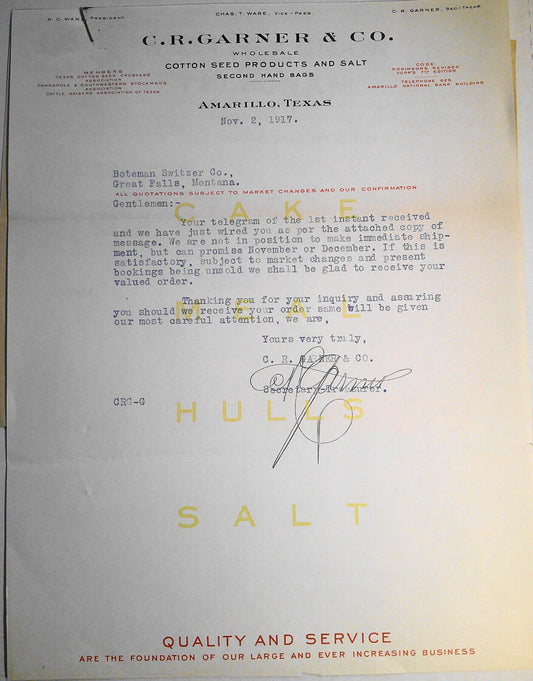 R. C. WARE, PRESIDENT.
CHAS. T. WARE, VICE-PRES.
C. R. GARNER, SEC.-TREAS.
C. R. GARNER & CO.
WHOLESALE
COTTON SEED PRODUCTS AND SALT
SECOND HAND BAGS
MEMBERS
TEXAS COTTON SEED CRUSHERS
ASSOCIATION
PANHANDLE & SOUTHWESTERN STOCKMENS
ASSOCIATION
CATTLE RAISERS ASSOCIATION OF TEXAS
CODE
ROBINSON'S REVISED
YOPP'S 7TH EDITION
TELEPHONE 925
AMARILLO NATIONAL BANK BUILDING
AMARILLO, TEXAS
Nov. 2, 1917.
Boteman Switzer Co.,
Great Falls, Montana.
ALL QUOTATIONS SUBJECT TO MARKET CHANGES AND OUR CONFIRMATION
Gentlemen:-
Your telegram of the 1st instant received
and we have just wired you as per the attached copy of
message. We are not in position to make immediate ship-
ment, but can promise November or December. If this is
satisfactory, subject to market changes and present
bookings being unsold we shall be glad to receive your
valued order.
Thanking you for your inquiry and assuring
you should we receive your order same will be given
our most careful attention, we are,
Yours very truly,
C. R. GARNER & CO.
C R Garner
Secretary-Treasurer.
CRG-G
CAKE
MEAL
HULLS
SALT
QUALITY AND SERVICE
ARE THE FOUNDATION OF OUR LARGE AND EVER INCREASING BUSINESS